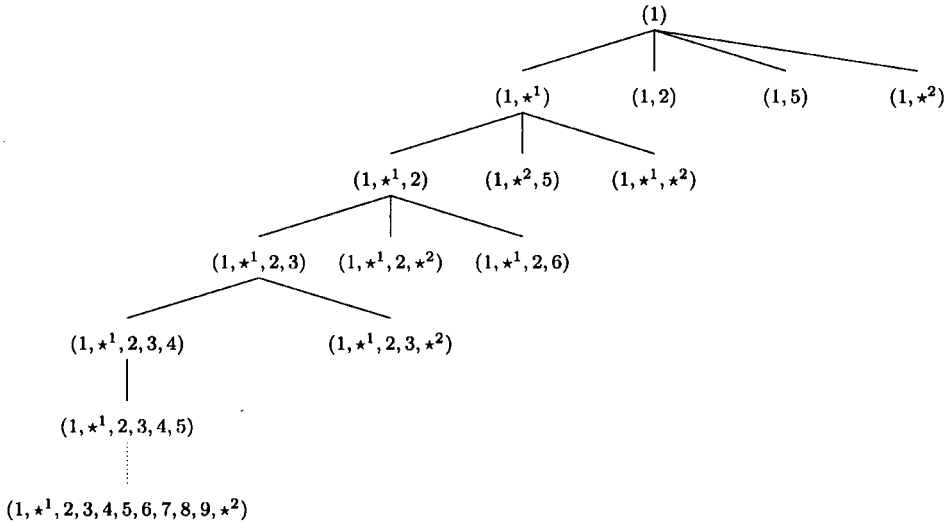 (1)
(1, ⋆¹) (1, 2) (1, 5) (1, ⋆²)
(1, ⋆¹, 2) (1, ⋆², 5) (1, ⋆¹, ⋆²)
(1, ⋆¹, 2, 3) (1, ⋆¹, 2, ⋆²) (1, ⋆¹, 2, 6)
(1, ⋆¹, 2, 3, 4) (1, ⋆¹, 2, 3, ⋆²)
(1, ⋆¹, 2, 3, 4, 5)
(1, ⋆¹, 2, 3, 4, 5, 6, 7, 8, 9, ⋆²)